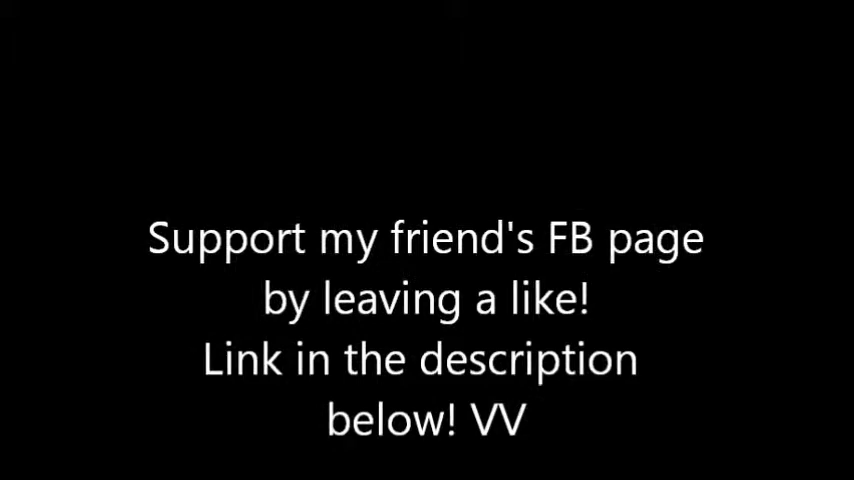 Support my friend's FB page
by leaving a like!
Link in the description
below! VV